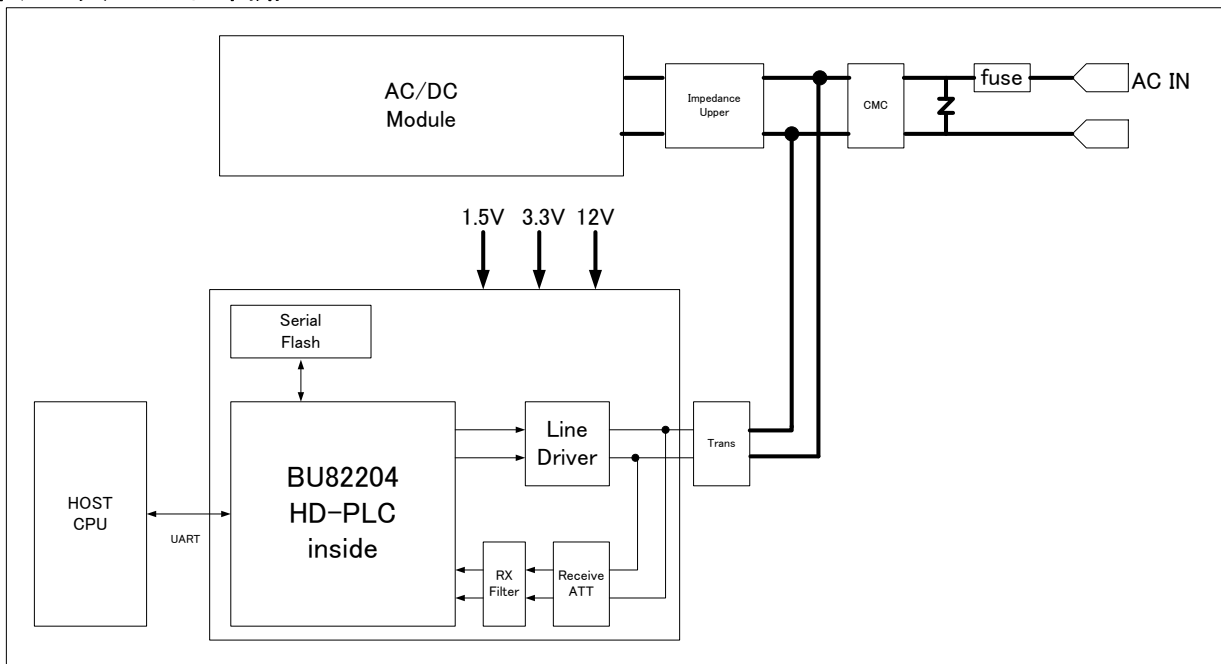 AC/DC
Module
Impedance
Upper
CMC
fuse
AC IN
1.5V 3.3V 12V
Serial
Flash
Line
Driver
Trans
BU82204
HD-PLC
inside
HOST
CPU
UART
RX
Filter
Receive
ATT